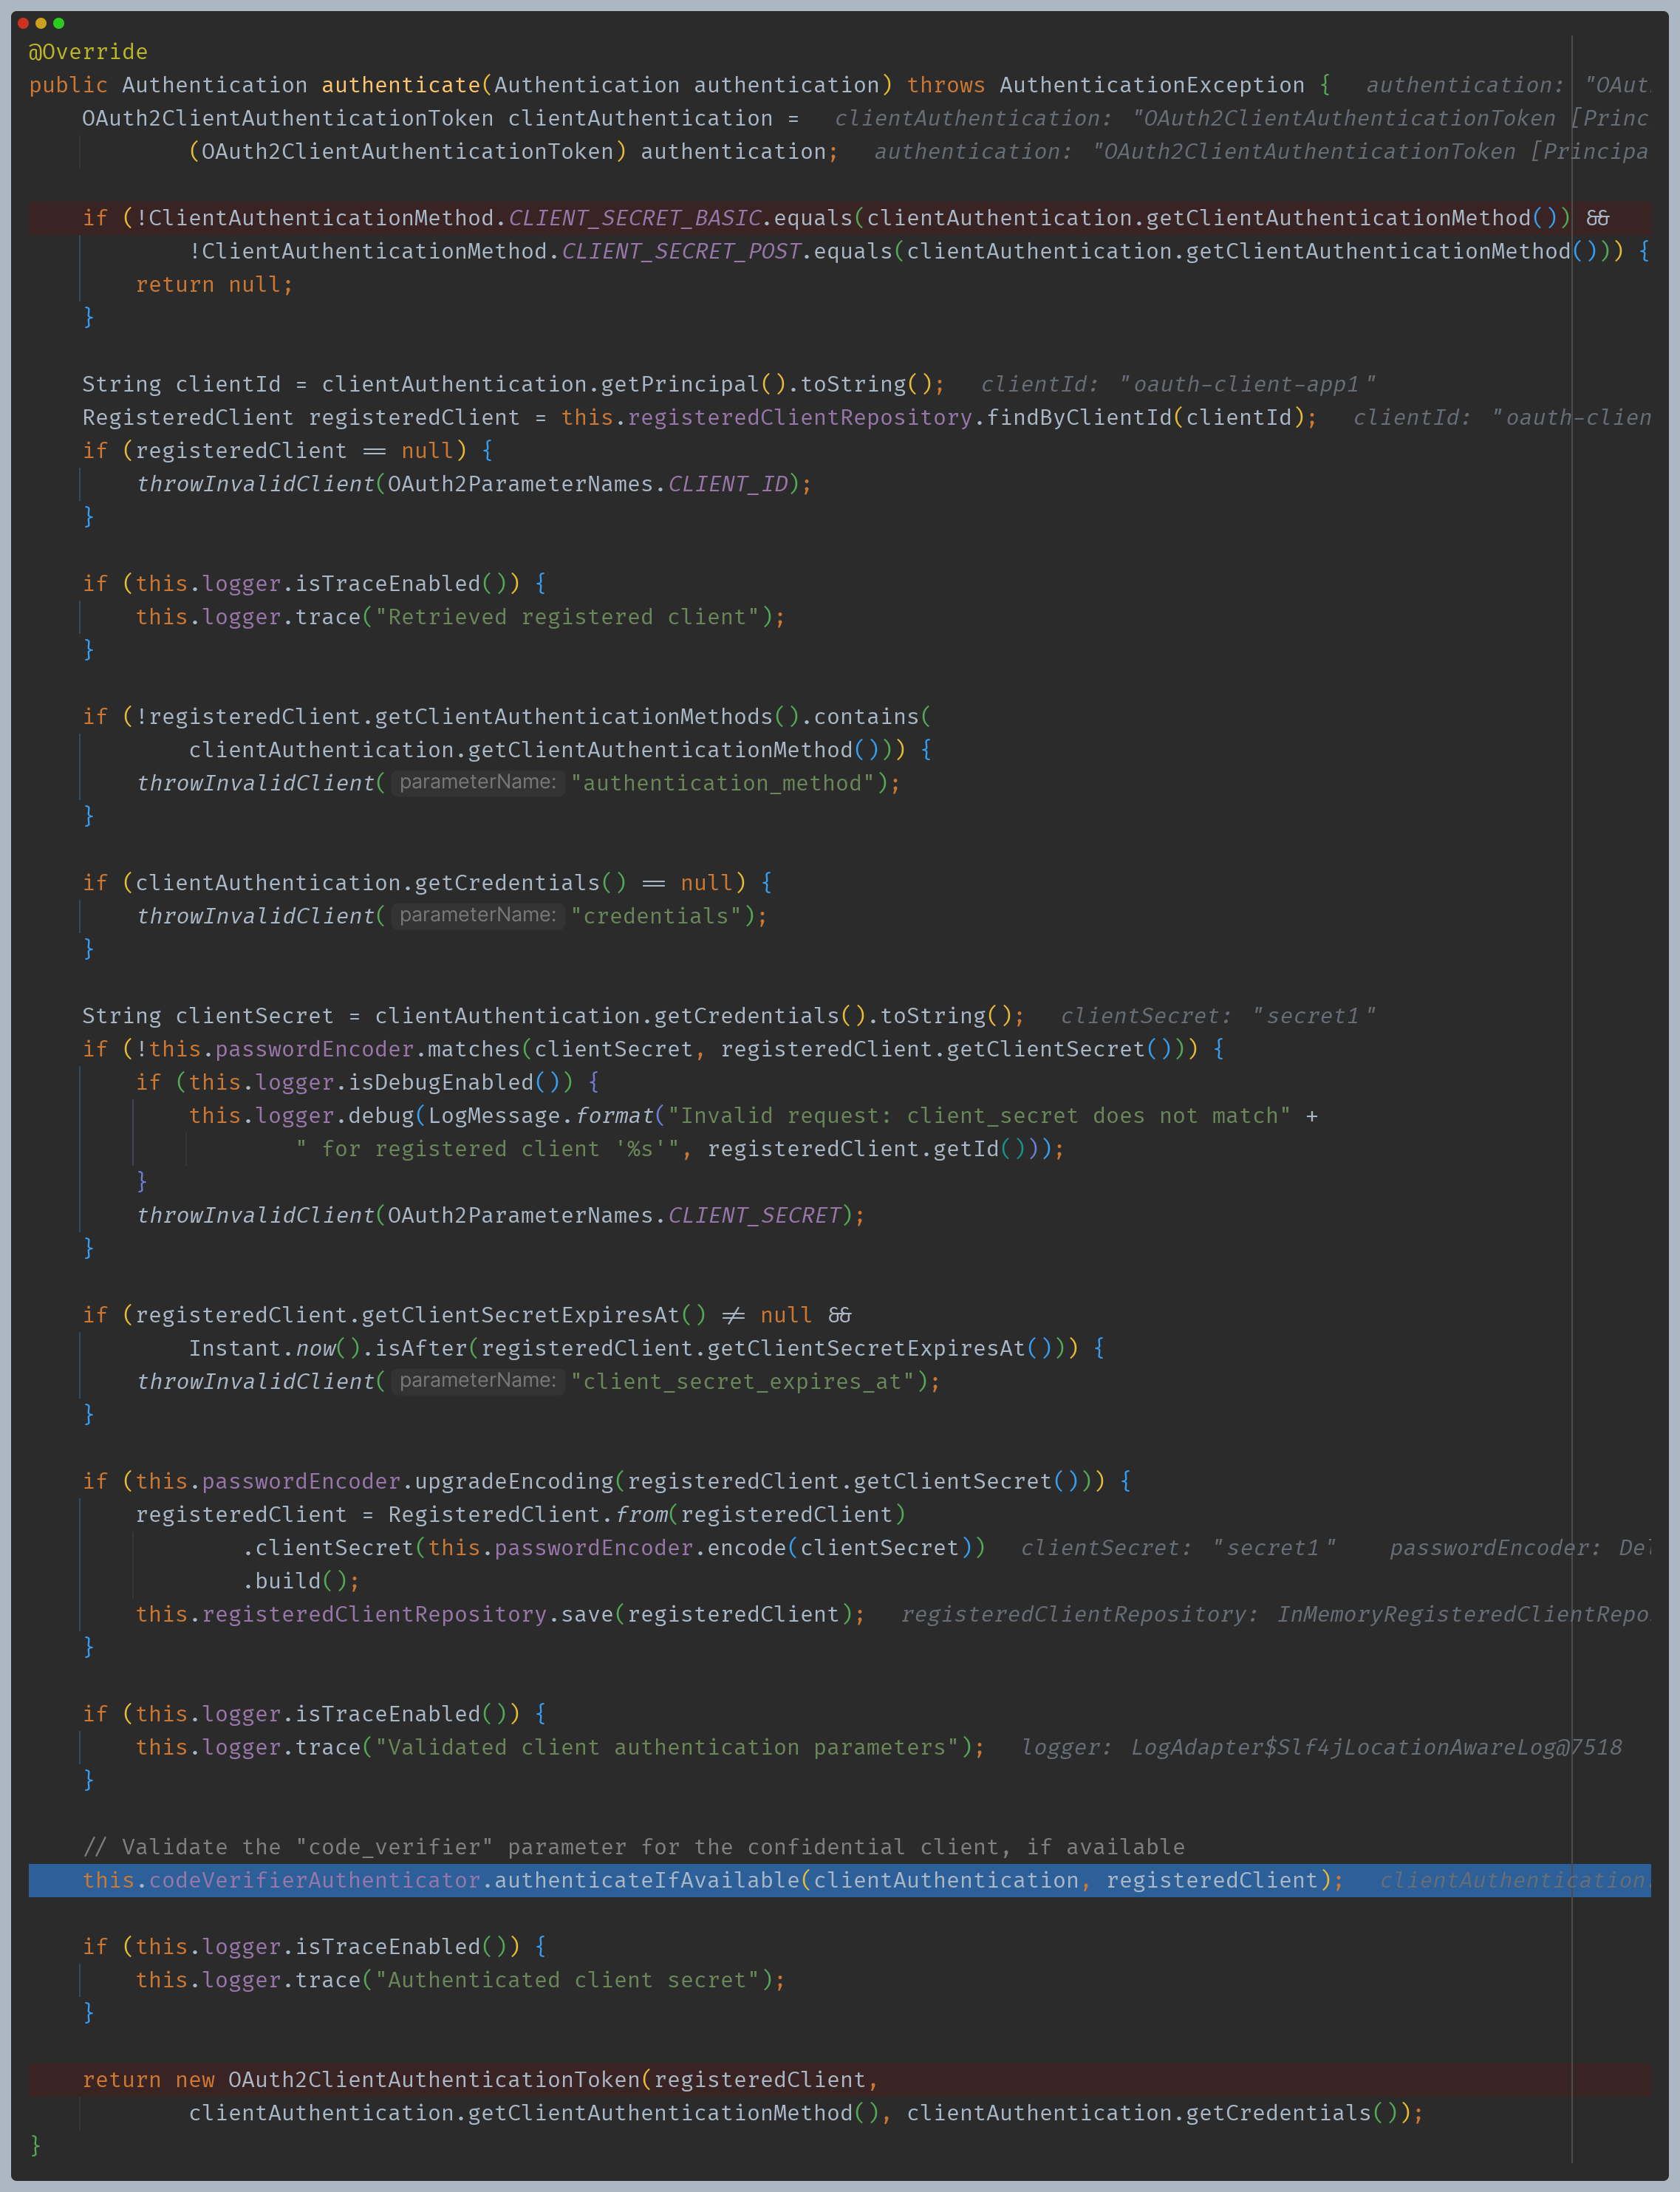 @Override
public Authentication authenticate(Authentication authentication) throws AuthenticationException { authentication: "OAut
OAuth2ClientAuthenticationToken clientAuthentication = clientAuthentication: "OAuth2ClientAuthenticationToken [Princ
(OAuth2ClientAuthenticationToken) authentication; authentication: "OAuth2ClientAuthenticationToken [Principa
if (!ClientAuthenticationMethod.CLIENT_SECRET_BASIC.equals(clientAuthentication.getClientAuthenticationMethod()) &&
!ClientAuthenticationMethod.CLIENT_SECRET_POST.equals(clientAuthentication.getClientAuthenticationMethod())) {
return null;
}
String clientId = clientAuthentication.getPrincipal().toString(); clientId: "oauth-client-app1"
RegisteredClient registeredClient = this.registeredClientRepository.findByClientId(clientId); clientId: "oauth-clien
if (registeredClient == null) {
throwInvalidClient(OAuth2ParameterNames.CLIENT_ID);
}
if (this.logger.isTraceEnabled()) {
this.logger.trace("Retrieved registered client");
}
if (!registeredClient.getClientAuthenticationMethods().contains(
clientAuthentication.getClientAuthenticationMethod())) {
throwInvalidClient( parameterName: "authentication_method");
}
if (clientAuthentication.getCredentials() == null) {
throwInvalidClient( parameterName: "credentials");
}
String clientSecret = clientAuthentication.getCredentials().toString(); clientSecret: "secret1"
if (!this.passwordEncoder.matches(clientSecret, registeredClient.getClientSecret())) {
if (this.logger.isDebugEnabled()) {
this.logger.debug(LogMessage.format("Invalid request: client_secret does not match" +
" for registered client '%s'", registeredClient.getId()));
}
throwInvalidClient(OAuth2ParameterNames.CLIENT_SECRET);
}
if (registeredClient.getClientSecretExpiresAt() != null &&
Instant.now().isAfter(registeredClient.getClientSecretExpiresAt())) {
throwInvalidClient( parameterName: "client_secret_expires_at");
}
if (this.passwordEncoder.upgradeEncoding(registeredClient.getClientSecret())) {
registeredClient = RegisteredClient.from(registeredClient)
.clientSecret(this.passwordEncoder.encode(clientSecret)) clientSecret: "secret1" passwordEncoder: Del
.build();
this.registeredClientRepository.save(registeredClient); registeredClientRepository: InMemoryRegisteredClientRepo
}
if (this.logger.isTraceEnabled()) {
this.logger.trace("Validated client authentication parameters"); logger: LogAdapter$Slf4jLocationAwareLog@7518
}
// Validate the "code_verifier" parameter for the confidential client, if available
this.codeVerifierAuthenticator.authenticateIfAvailable(clientAuthentication, registeredClient); clientAuthentication:
if (this.logger.isTraceEnabled()) {
this.logger.trace("Authenticated client secret");
}
return new OAuth2ClientAuthenticationToken(registeredClient,
clientAuthentication.getClientAuthenticationMethod(), clientAuthentication.getCredentials());
}